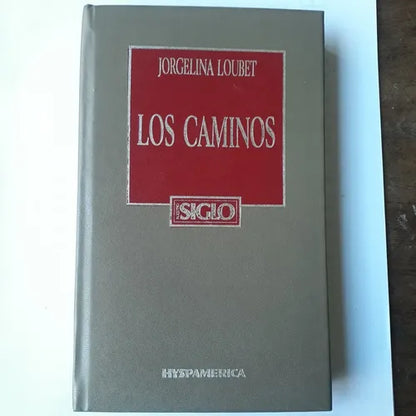 JORGELINA LOUBET
LOS CAMINOS
SIGLO
HYSPAMERICA